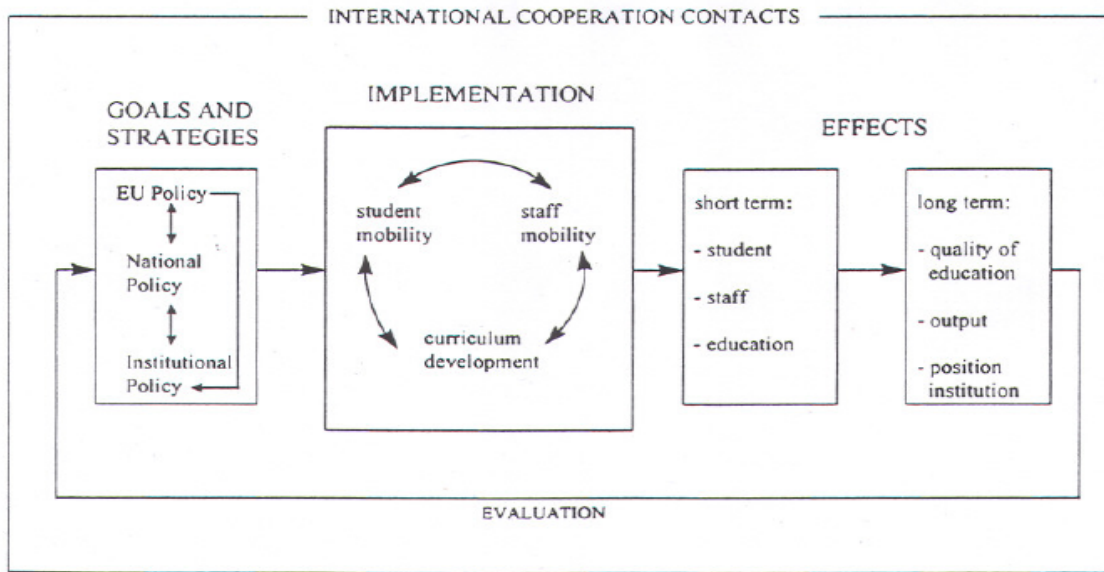 INTERNATIONAL COOPERATION CONTACTS
GOALS AND
STRATEGIES
EU Policy
National
Policy
Institutional
Policy
IMPLEMENTATION
student
mobility
staff
mobility
curriculum
development
EFFECTS
short term:
- student
- staff
- education
long term:
- quality of
education
- output
- position
institution
EVALUATION